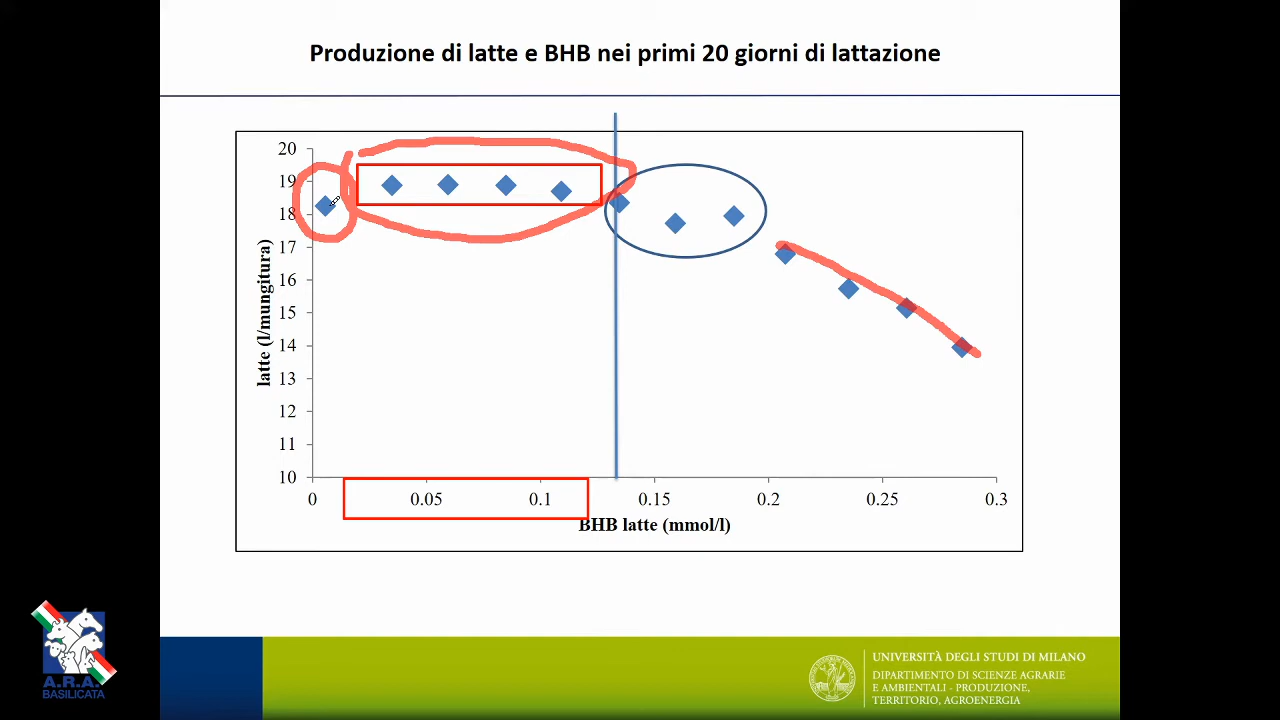 Produzione di latte e BHB nei primi 20 giorni di lattazione
20
19
18
17
16
15
14
13
12
11
10
latte (l/mungitura)
0 0.05 0.1 0.15 0.2 0.25 0.3
BHB latte (mmol/l)
A.R.A.
BASILICATA
UNIVERSITÀ DEGLI STUDI DI MILANO
DIPARTIMENTO DI SCIENZE AGRARIE
E AMBIENTALI - PRODUZIONE,
TERRITORIO, AGROENERGIA